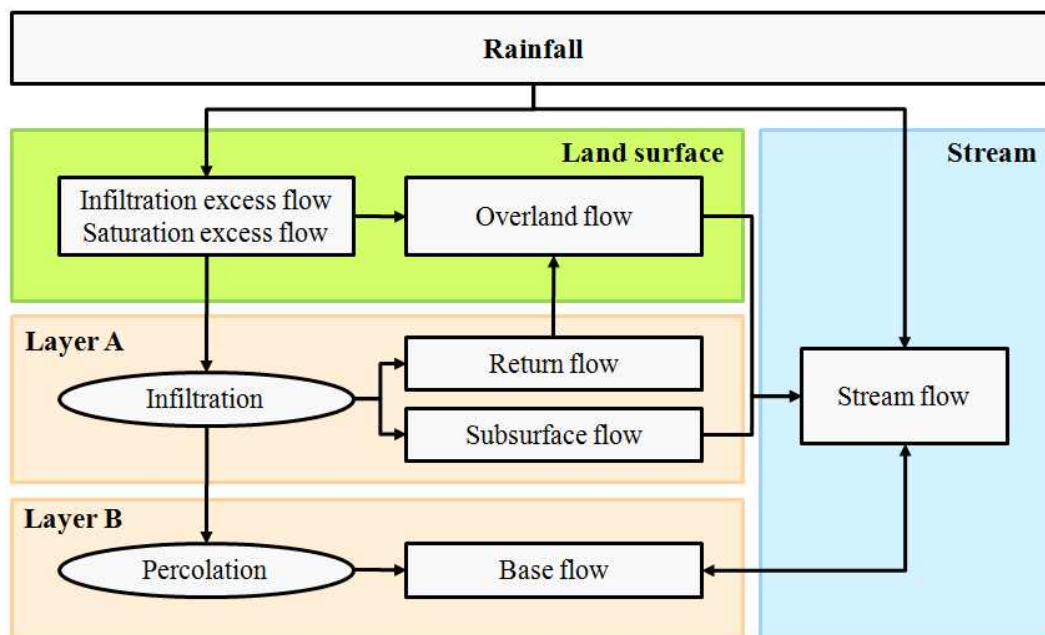 Rainfall
Land surface
Stream
Infiltration excess flow
Saturation excess flow
Overland flow
Layer A
Return flow
Infiltration
Stream flow
Subsurface flow
Layer B
Percolation
Base flow